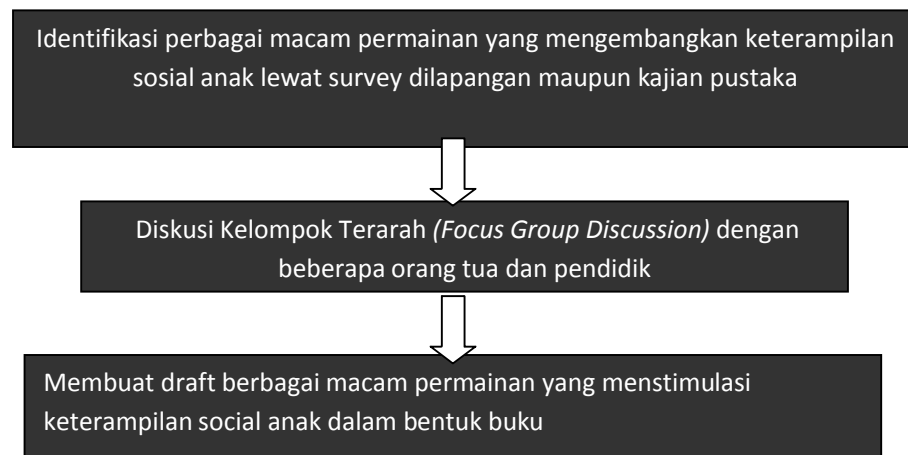 Identifikasi perbagai macam permainan yang mengembangkan keterampilan
sosial anak lewat survey dilapangan maupun kajian pustaka
Diskusi Kelompok Terarah (Focus Group Discussion) dengan
beberapa orang tua dan pendidik
Membuat draft berbagai macam permainan yang menstimulasi
keterampilan social anak dalam bentuk buku